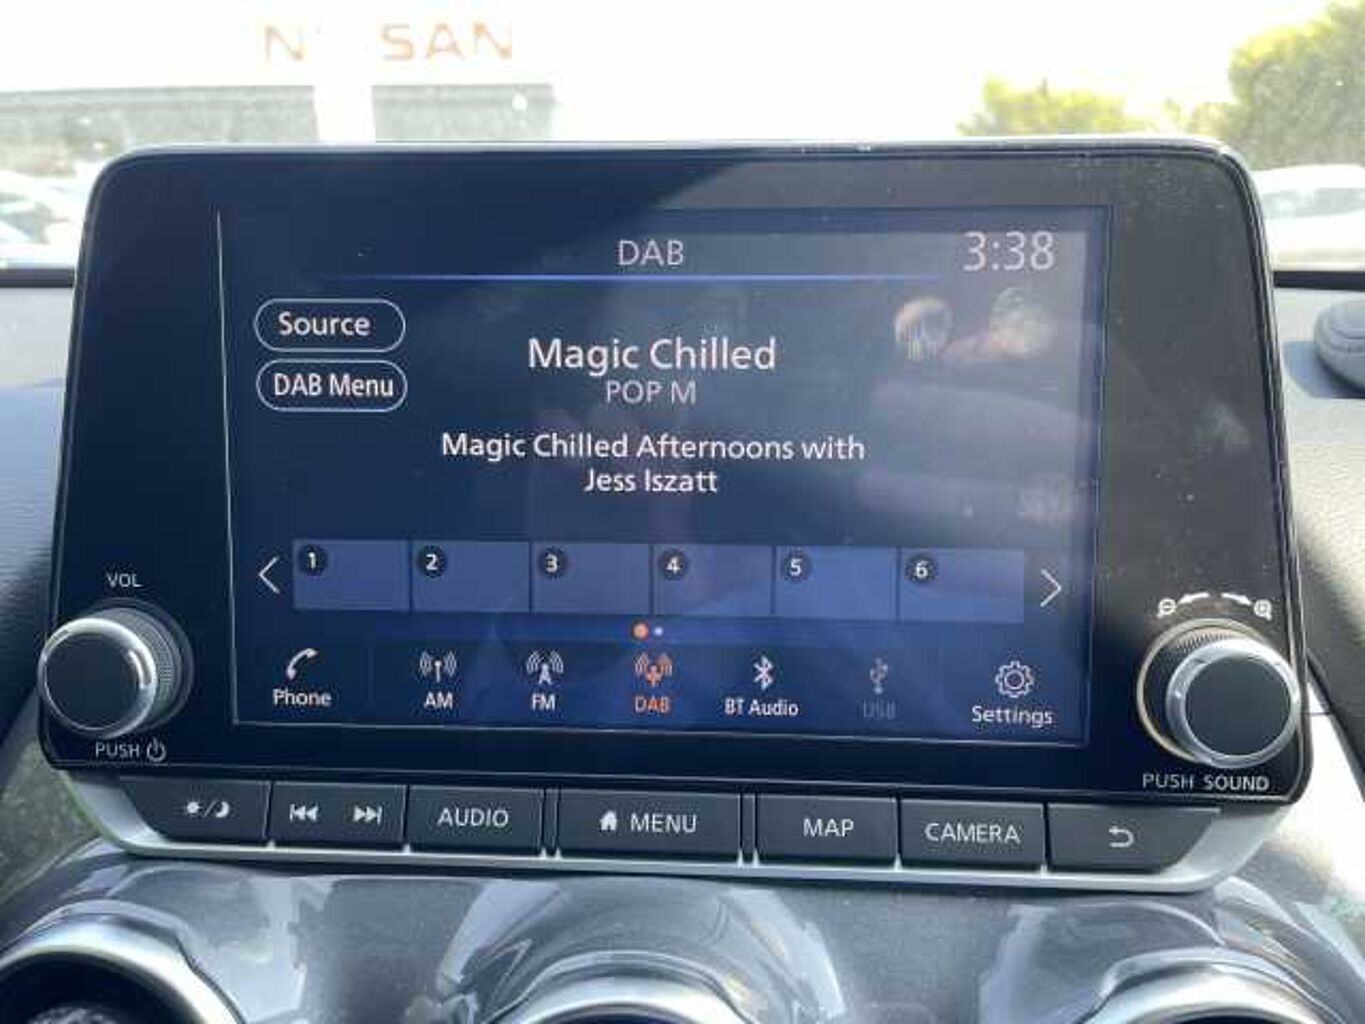 N SSAN
DAB
3:38
Source
DAB Menu
Magic Chilled
POP M
Magic Chilled Afternoons with
Jess Iszatt
1 2 3 4 5 6
VOL
PUSH
Phone
AM
FM
DAB
BT Audio
USB
Settings
PUSH SOUND
AUDIO
MENU
MAP
CAMERA